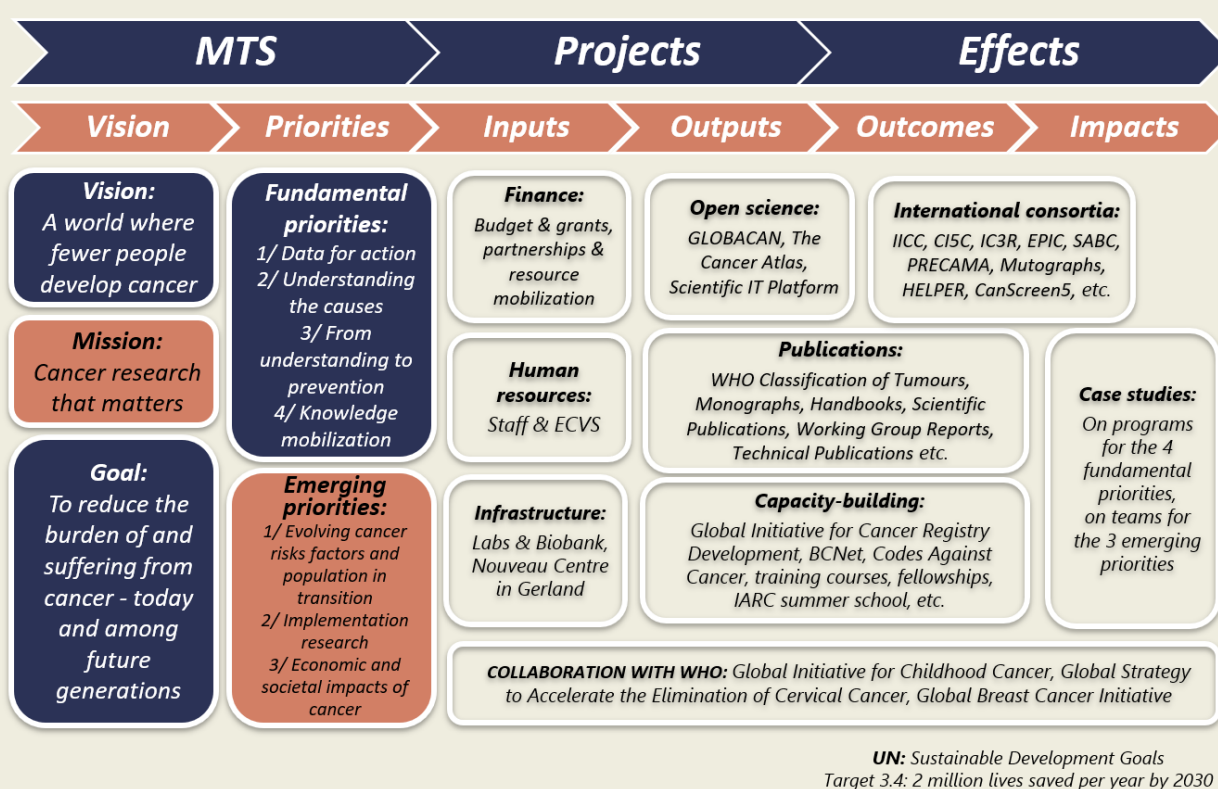 MTS
Projects
Effects
Vision
Priorities
Inputs
Outputs
Outcomes
Impacts
Vision:
A world where
fewer people
develop cancer
Mission:
Cancer research
that matters
Goal:
To reduce the
burden of and
suffering from
cancer - today
and among
future
generations
Fundamental
priorities:
1/ Data for action
2/ Understanding
the causes
3/ From
understanding to
prevention
4/ Knowledge
mobilization
Emerging
priorities:
1/ Evolving cancer
risks factors and
population in
transition
2/ Implementation
research
3/ Economic and
societal impacts of
cancer
Finance:
Budget & grants,
partnerships &
resource
mobilization
Human
resources:
Staff & ECVS
Infrastructure:
Labs & Biobank,
Nouveau Centre
in Gerland
Open science:
GLOBACAN, The
Cancer Atlas,
Scientific IT Platform
International consortia:
IICC, CI5C, IC3R, EPIC, SABC,
PRECAMA, Mutographs,
HELPER, CanScreen5, etc.
Publications:
WHO Classification of Tumours,
Monographs, Handbooks, Scientific
Publications, Working Group Reports,
Technical Publications etc.
Capacity-building:
Global Initiative for Cancer Registry
Development, BCNet, Codes Against
Cancer, training courses, fellowships,
IARC summer school, etc.
Case studies:
On programs
for the 4
fundamental
priorities,
on teams for
the 3 emerging
priorities
COLLABORATION WITH WHO: Global Initiative for Childhood Cancer, Global Strategy
to Accelerate the Elimination of Cervical Cancer, Global Breast Cancer Initiative
UN: Sustainable Development Goals
Target 3.4: 2 million lives saved per year by 2030